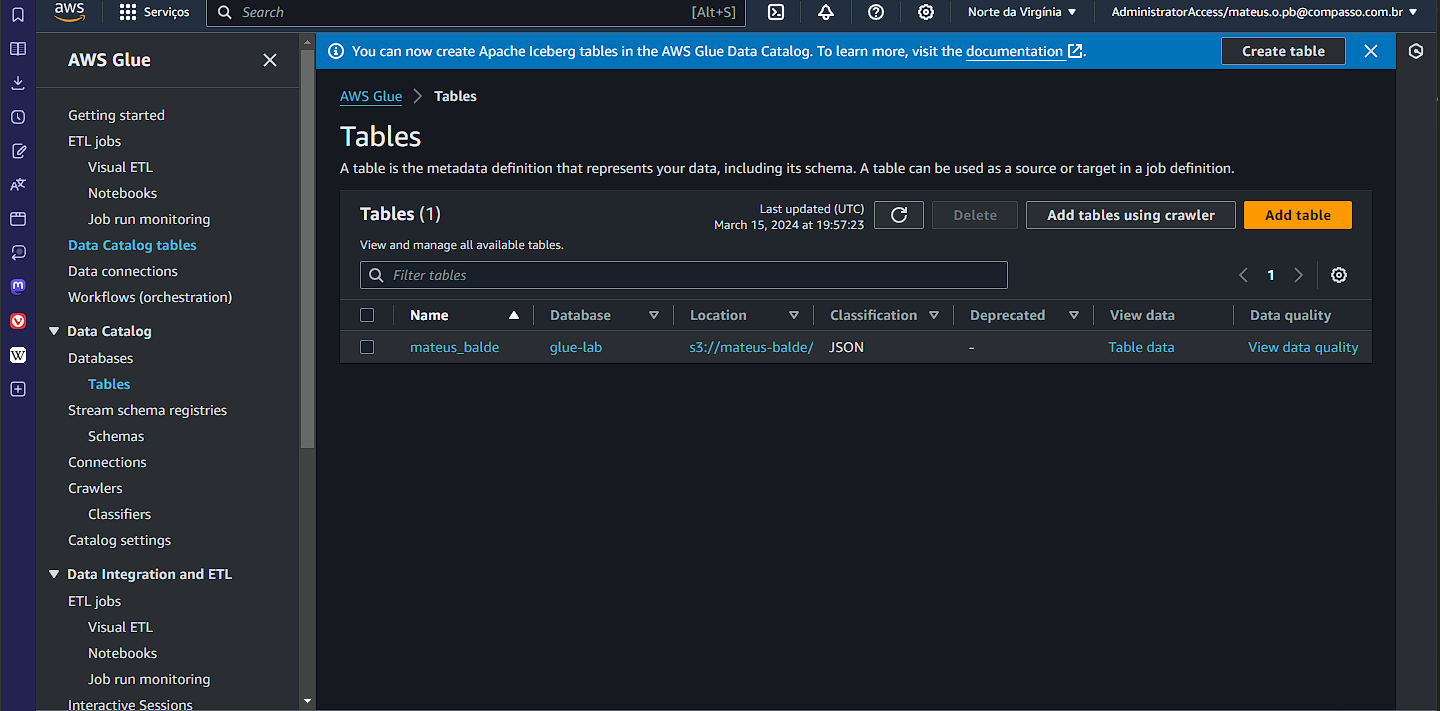 aws Serviços Search [Alt+S] Norte da Virgínia AdministratorAccess/mateus.o.pb@compasso.com.br
AWS Glue
Getting started
ETL jobs
Visual ETL
Notebooks
Job run monitoring
Data Catalog tables
Data connections
Workflows (orchestration)
Data Catalog
Databases
Tables
Stream schema registries
Schemas
Connections
Crawlers
Classifiers
Catalog settings
Data Integration and ETL
ETL jobs
Visual ETL
Notebooks
Job run monitoring
Interactive Sessions
You can now create Apache Iceberg tables in the AWS Glue Data Catalog. To learn more, visit the documentation. Create table
AWS Glue > Tables
Tables
A table is the metadata definition that represents your data, including its schema. A table can be used as a source or target in a job definition.
Tables (1)
Last updated (UTC)
March 15, 2024 at 19:57:23
Delete Add tables using crawler Add table
View and manage all available tables.
Filter tables
1
Name Database Location Classification Deprecated View data Data quality
mateus_balde glue-lab s3://mateus-balde/ JSON - Table data View data quality